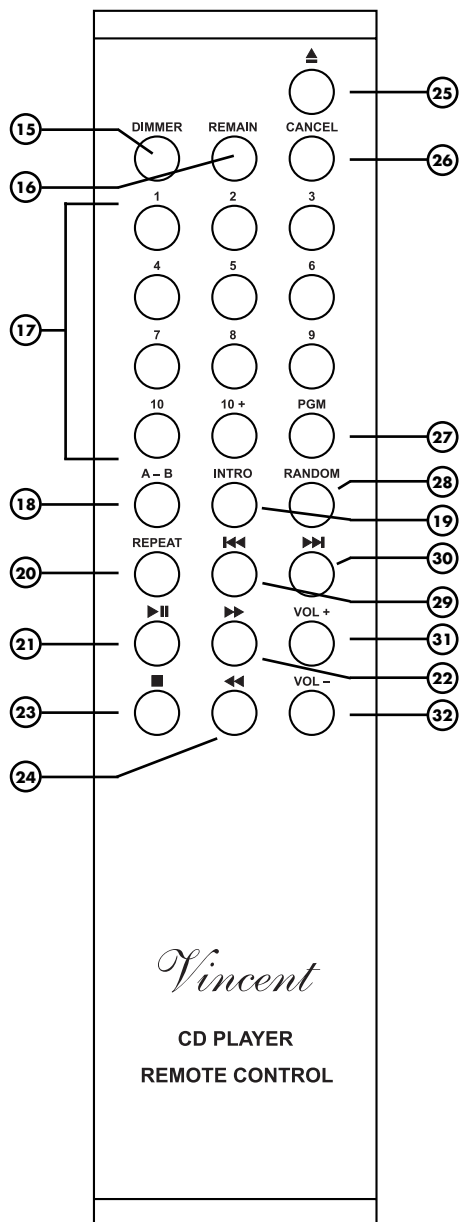 25
15
DIMMER REMAIN CANCEL
26
16
1 2 3
4 5 6
17
7 8 9
10 10 + PGM
27
A – B INTRO RANDOM
28
18
19
REPEAT
30
20
29
VOL +
21
31
22
VOL –
23
32
24
Vincent
CD PLAYER
REMOTE CONTROL